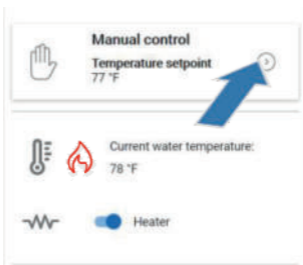 Manual control
Temperature setpoint
77 °F
Current water temperature:
78 °F
Heater